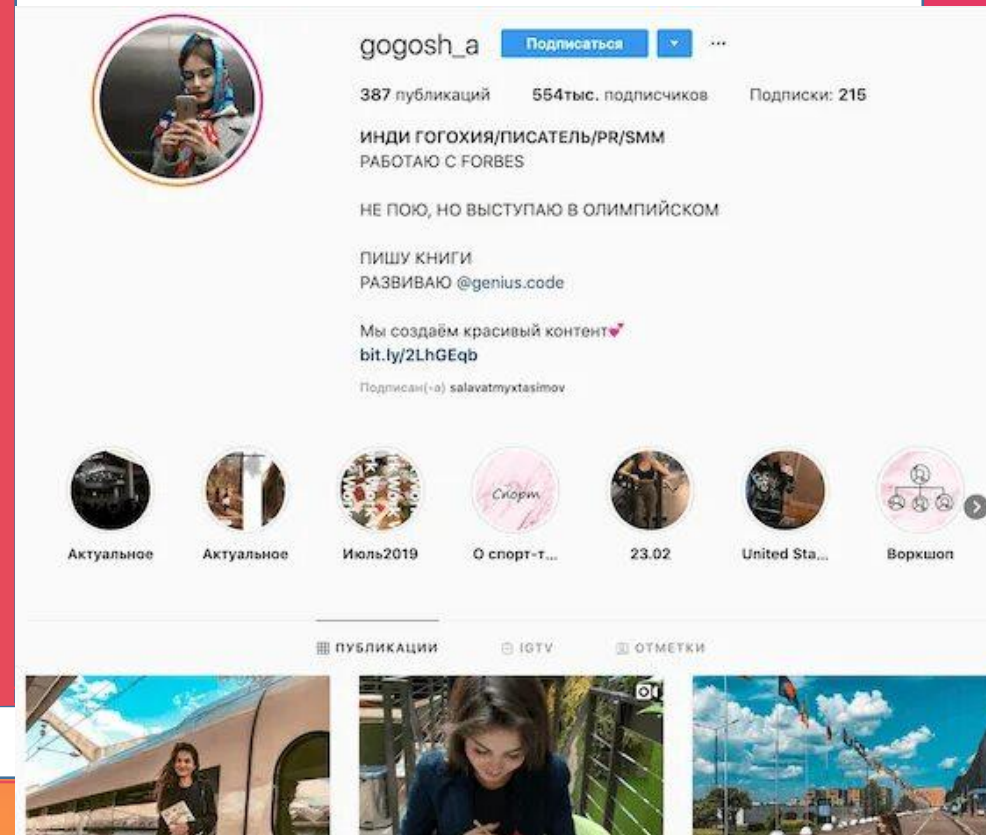 gogosh_a Подписаться ...
387 публикаций 554тыс. подписчиков Подписки: 215
ИНДИ ГОГОХИЯ/ПИСАТЕЛЬ/PR/SMM
РАБОТАЮ С FORBES
НЕ ПОЮ, НО ВЫСТУПАЮ В ОЛИМПИЙСКОМ
ПИШУ КНИГИ
РАЗВИВАЮ @genius.code
Мы создаём красивый контент💕
bit.ly/2LhGEqb
Подписан(-а) salavatmyxtasimov
Спорт
Актуальное Актуальное Июль2019 О спорт-т... 23.02 United Sta... Воркшоп
ПУБЛИКАЦИИ IGTV ОТМЕТКИ